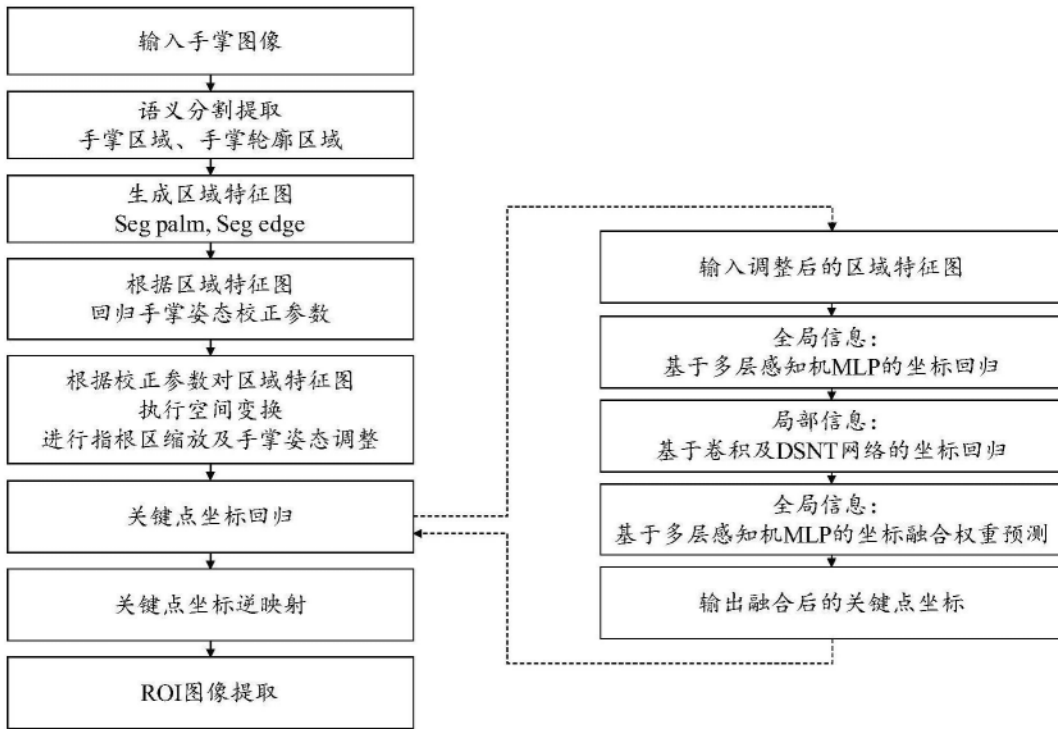 输入手掌图像
语义分割提取
手掌区域、手掌轮廓区域
生成区域特征图
Seg palm, Seg edge
根据区域特征图
回归手掌姿态校正参数
根据校正参数对区域特征图
执行空间变换
进行指根区缩放及手掌姿态调整
关键点坐标回归
关键点坐标逆映射
ROI图像提取
输入调整后的区域特征图
全局信息:
基于多层感知机MLP的坐标回归
局部信息:
基于卷积及DSNT网络的坐标回归
全局信息:
基于多层感知机MLP的坐标融合权重预测
输出融合后的关键点坐标